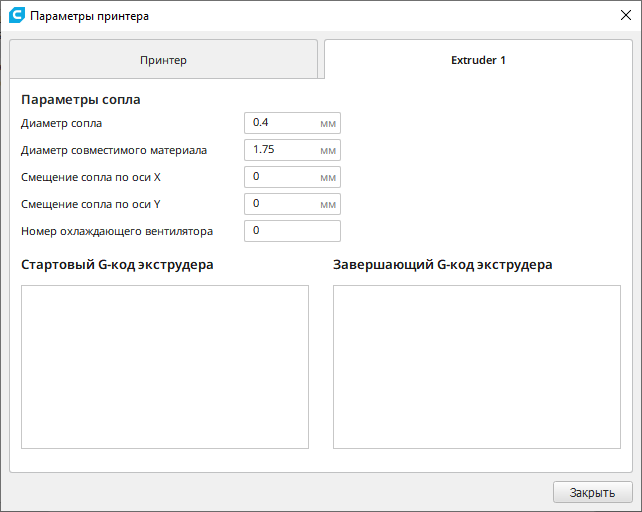 Параметры принтера
Принтер
Extruder 1
Параметры сопла
Диаметр сопла 0.4 мм
Диаметр совместимого материала 1.75 мм
Смещение сопла по оси X 0 мм
Смещение сопла по оси Y 0 мм
Номер охлаждающего вентилятора 0
Стартовый G-код экструдера
Завершающий G-код экструдера
Закрыть